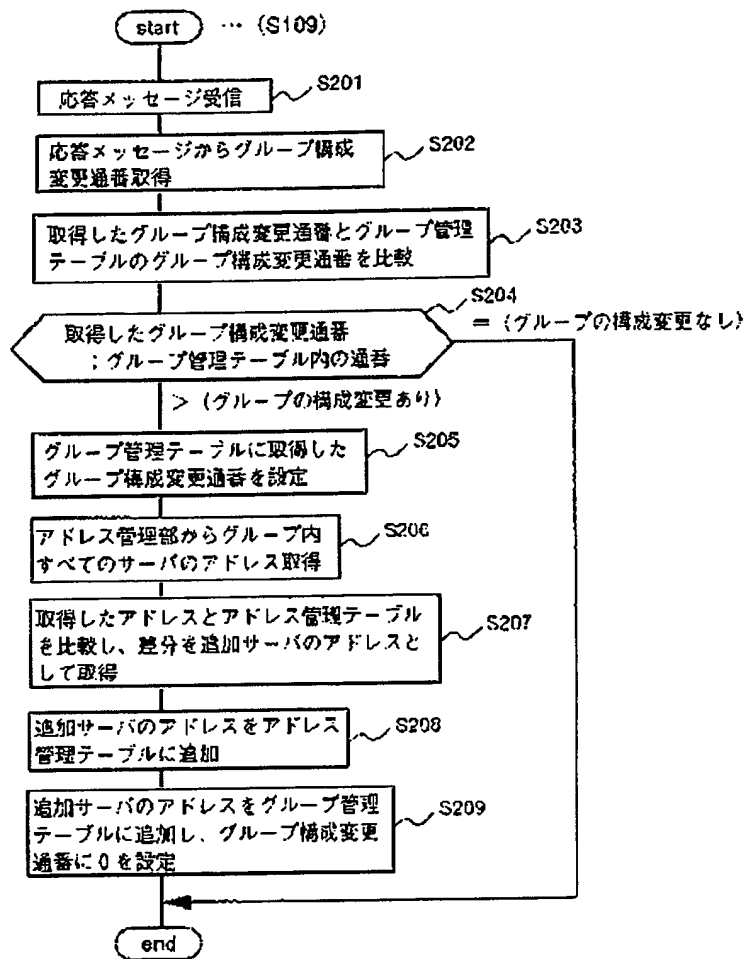 start … (S109)
応答メッセージ受信
S201
応答メッセージからグループ構成
変更通番取得
S202
取得したグループ構成変更通番とグループ管理
テーブルのグループ構成変更通番を比較
S203
S204
取得したグループ構成変更通番
；グループ管理テーブル内の通番
＝（グループの構成変更なし）
＞（グループの構成変更あり）
グループ管理テーブルに取得した
グループ構成変更通番を設定
S205
アドレス管理部からグループ内
すべてのサーバのアドレス取得
S206
取得したアドレスとアドレス管理テーブル
を比較し、差分を追加サーバのアドレスと
して取得
S207
追加サーバのアドレスをアドレス
管理テーブルに追加
S208
追加サーバのアドレスをグループ管理
テーブルに追加し、グループ構成変更
通番に0を設定
S209
end